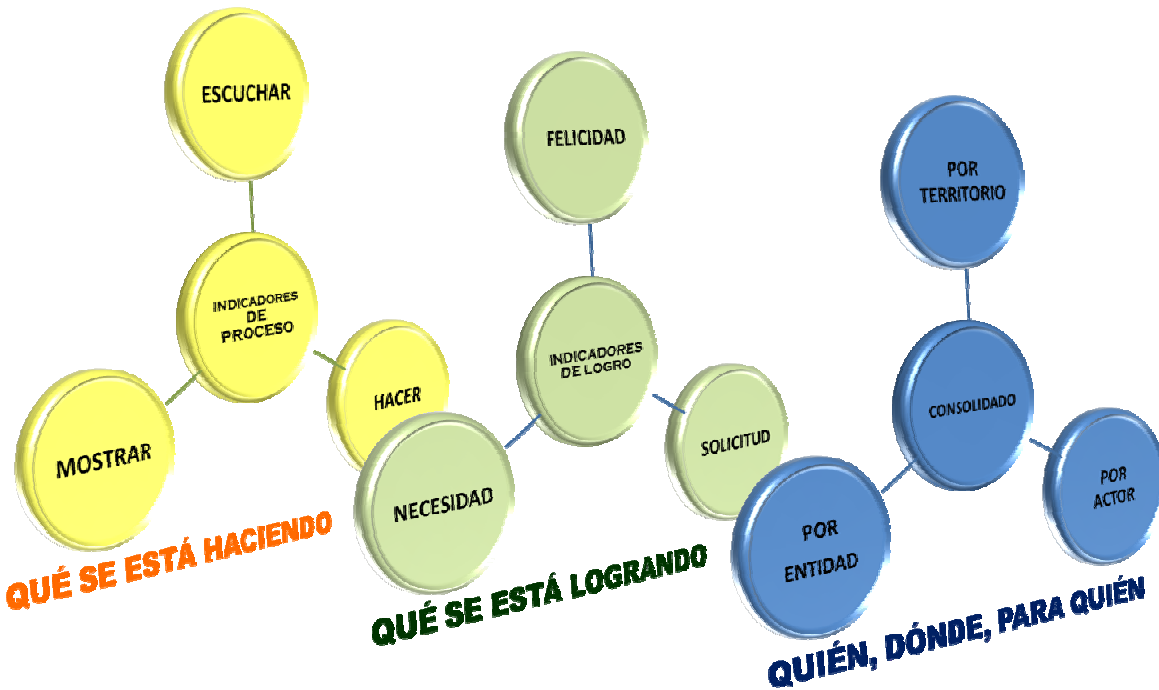 ESCUCHAR
INDICADORES
DE
PROCESO
MOSTRAR
HACER
QUÉ SE ESTÁ HACIENDO
FELICIDAD
INDICADORES
DE LOGRO
NECESIDAD
SOLICITUD
QUÉ SE ESTÁ LOGRANDO
POR
TERRITORIO
CONSOLIDADO
POR
ENTIDAD
POR
ACTOR
QUIÉN, DÓNDE, PARA QUIÉN